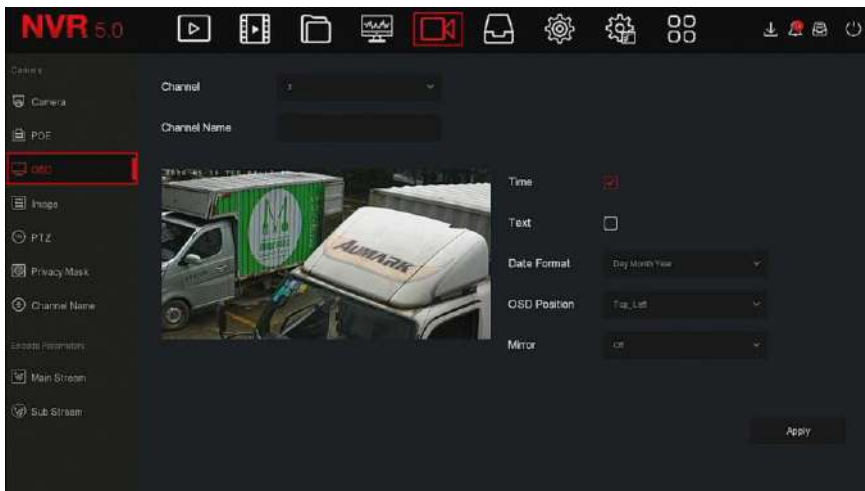 NVR 5.0
Camera
Channel
Camera
Channel Name
POE
OSD
Time
Image
Text
PTZ
AUMARK
Date Format
Day Month Year
Privacy Mask
OSD Position
Top_Left
Channel Name
Mirror
Off
Encode Parameters
Main Stream
Sub Stream
Apply